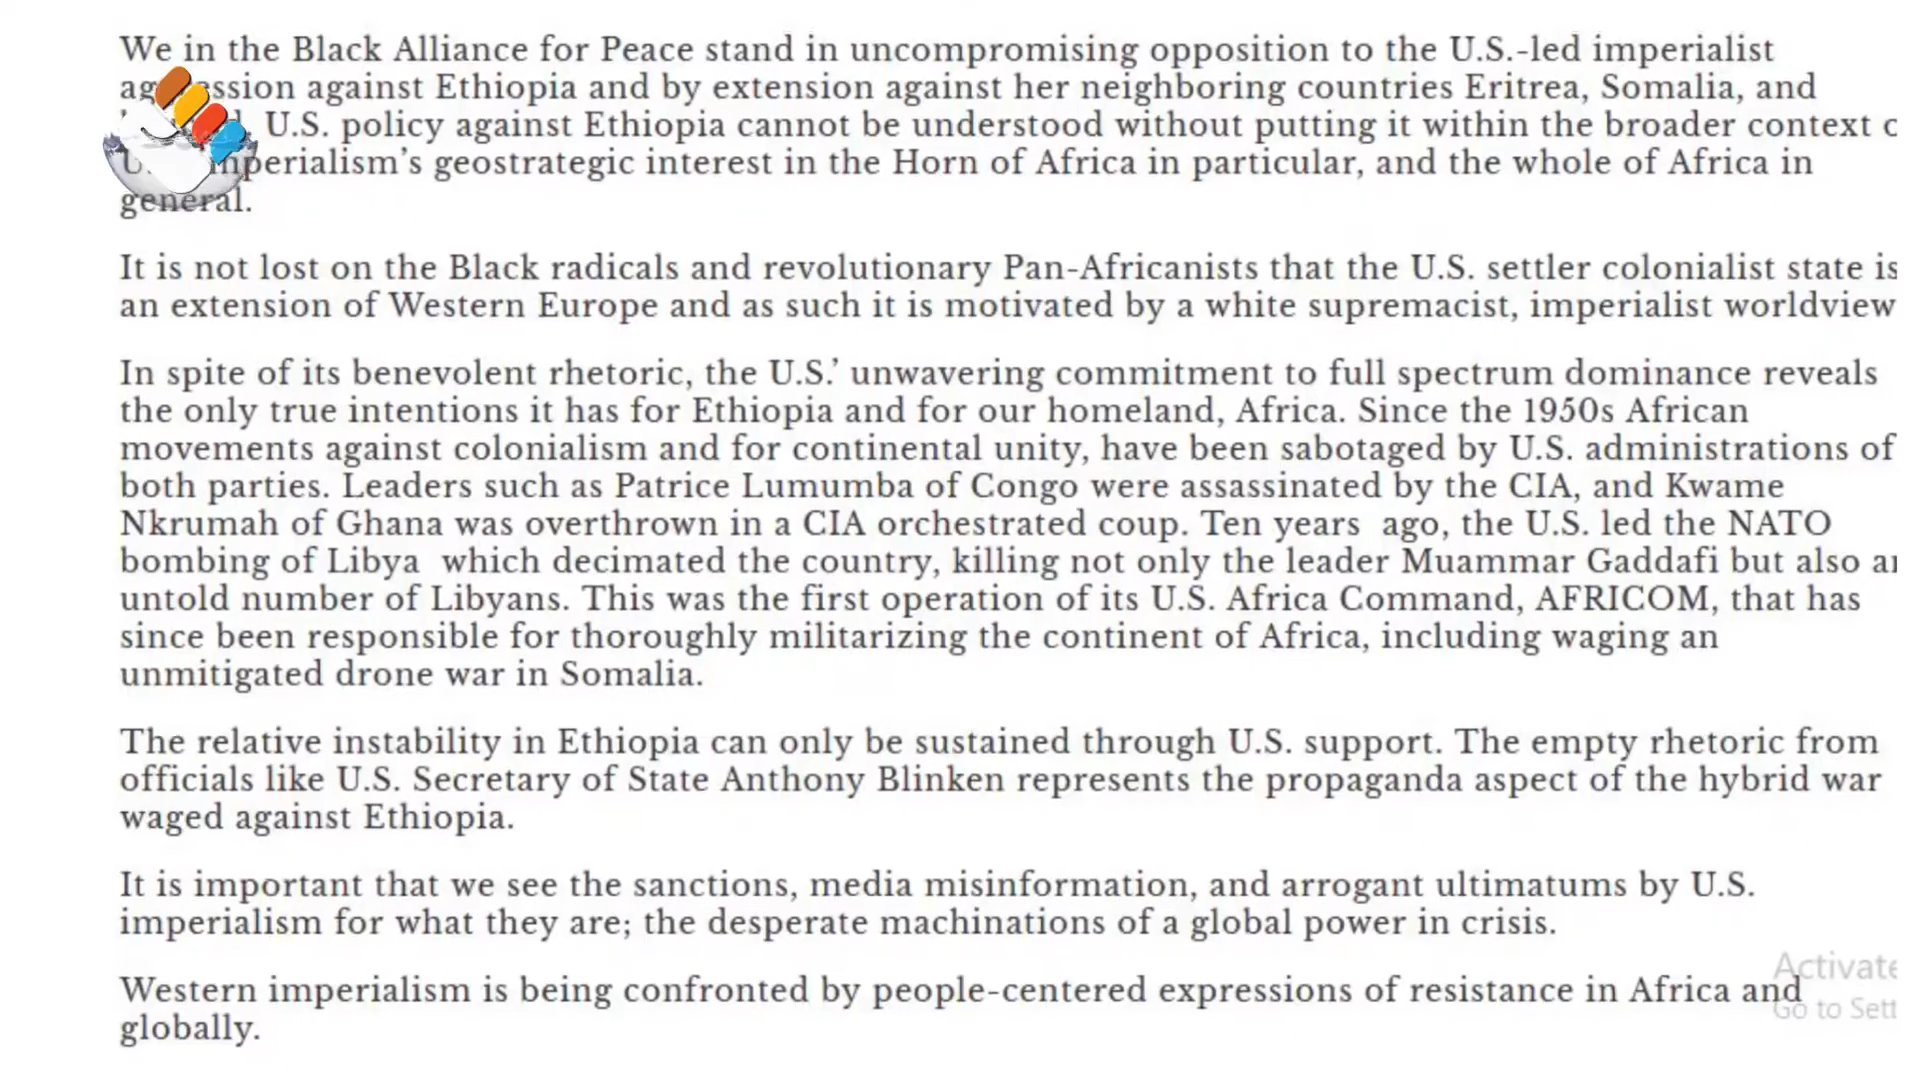 We in the Black Alliance for Peace stand in uncompromising opposition to the U.S.-led imperialist
aggression against Ethiopia and by extension against her neighboring countries Eritrea, Somalia, and
U.S. policy against Ethiopia cannot be understood without putting it within the broader context
imperialism’s geostrategic interest in the Horn of Africa in particular, and the whole of Africa in
general.
It is not lost on the Black radicals and revolutionary Pan-Africanists that the U.S. settler colonialist state is
an extension of Western Europe and as such it is motivated by a white supremacist, imperialist worldview
In spite of its benevolent rhetoric, the U.S.’ unwavering commitment to full spectrum dominance reveals
the only true intentions it has for Ethiopia and for our homeland, Africa. Since the 1950s African
movements against colonialism and for continental unity, have been sabotaged by U.S. administrations of
both parties. Leaders such as Patrice Lumumba of Congo were assassinated by the CIA, and Kwame
Nkrumah of Ghana was overthrown in a CIA orchestrated coup. Ten years  ago, the U.S. led the NATO
bombing of Libya  which decimated the country, killing not only the leader Muammar Gaddafi but also
untold number of Libyans. This was the first operation of its U.S. Africa Command, AFRICOM, that has
since been responsible for thoroughly militarizing the continent of Africa, including waging an
unmitigated drone war in Somalia.
The relative instability in Ethiopia can only be sustained through U.S. support. The empty rhetoric from
officials like U.S. Secretary of State Anthony Blinken represents the propaganda aspect of the hybrid war
waged against Ethiopia.
It is important that we see the sanctions, media misinformation, and arrogant ultimatums by U.S.
imperialism for what they are; the desperate machinations of a global power in crisis.
Western imperialism is being confronted by people-centered expressions of resistance in Africa and
globally.
Activate
Go to Sett